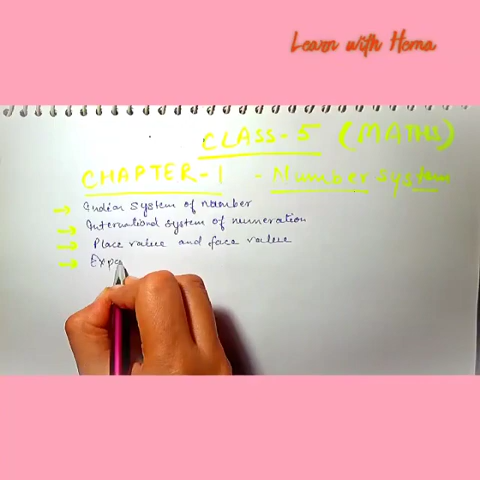 Learn with Homa
CLASS-5 (MATHS)
CHAPTER-1 - Number system
→ Indian system of number
→ International system of numeration
→ Place value and face value
→ Expa